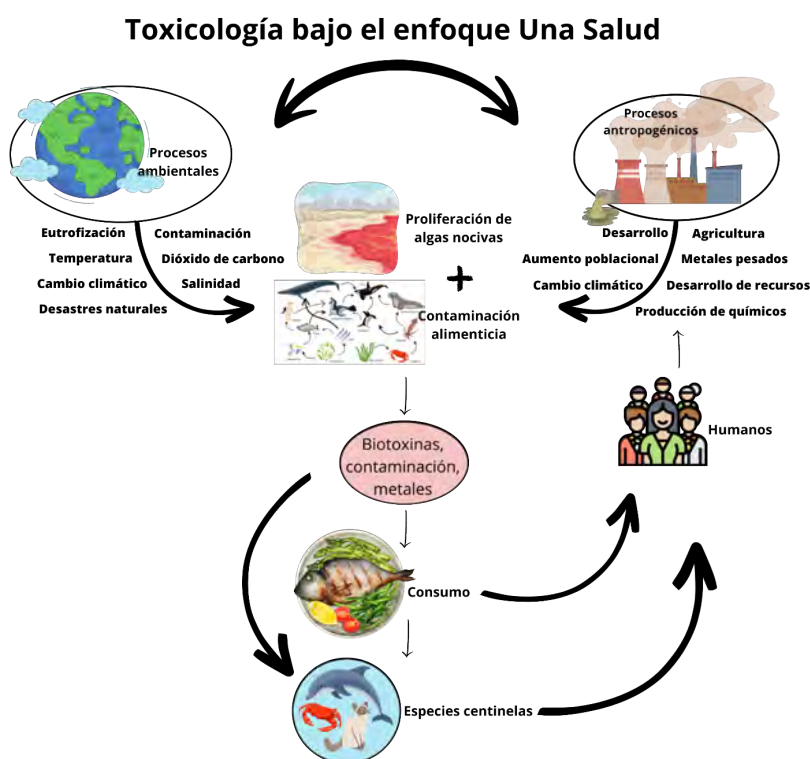 Toxicología bajo el enfoque Una Salud
Procesos
ambientales
Procesos
antropogénicos
Eutrofización
Contaminación
Temperatura
Dióxido de carbono
Cambio climático
Salinidad
Desastres naturales
Proliferación de
algas nocivas
+
Contaminación
alimenticia
Desarrollo
Agricultura
Aumento poblacional
Metales pesados
Cambio climático
Desarrollo de recursos
Producción de químicos
Humanos
Biotoxinas,
contaminación,
metales
Consumo
Especies centinelas